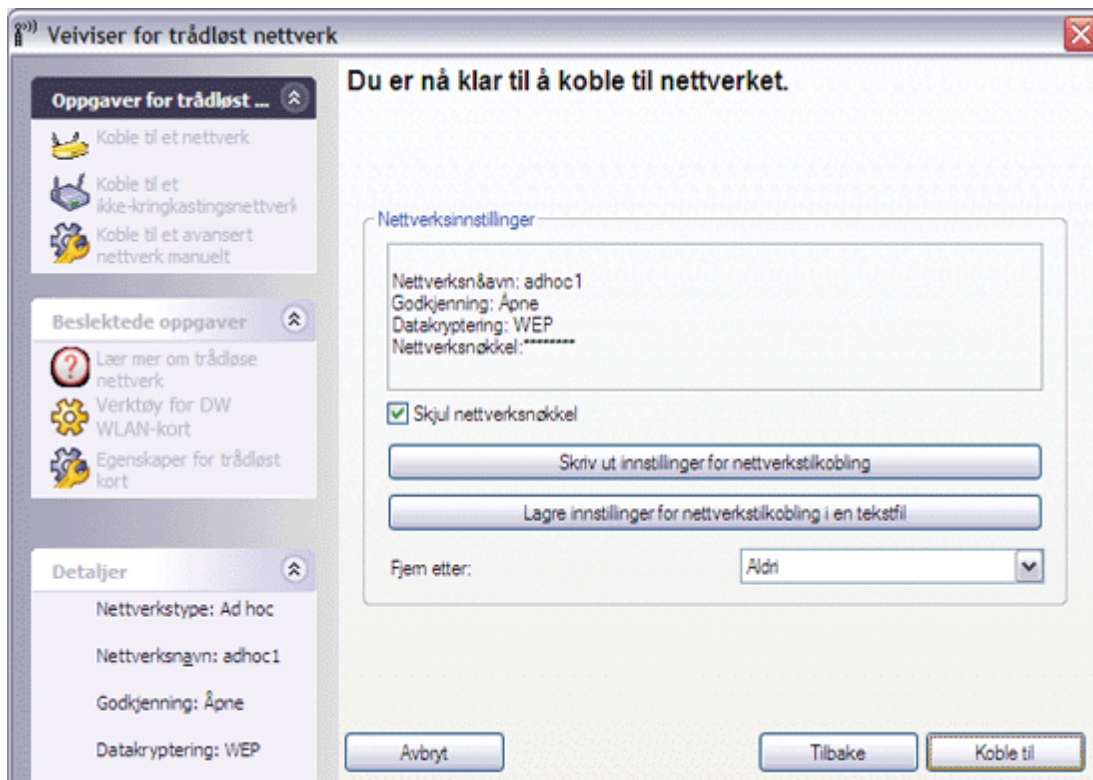 Veiviser for trådløst nettverk
Oppgaver for trådløst ...
Koble til et nettverk
Koble til et
ikke-kringkastingsnettverk
Koble til et avansert
nettverk manuelt
Beslektede oppgaver
Lær mer om trådløse
nettverk
Verktøy for DW
WLAN-kort
Egenskaper for trådløst
kort
Detaljer
Nettverkstype: Ad hoc
Nettverksnavn: adhoc1
Godkjenning: Åpne
Datakryptering: WEP
Du er nå klar til å koble til nettverket.
Nettverksinnstillinger
Nettverksn&avn: adhoc1
Godkjenning: Åpne
Datakryptering: WEP
Nettverksnøkkel:********
Skjul nettverksnøkkel
Skriv ut innstillinger for nettverkstilkobling
Lagre innstillinger for nettverkstilkobling i en tekstfil
Fjern etter:
Aldri
Avbryt
Tilbake
Koble til